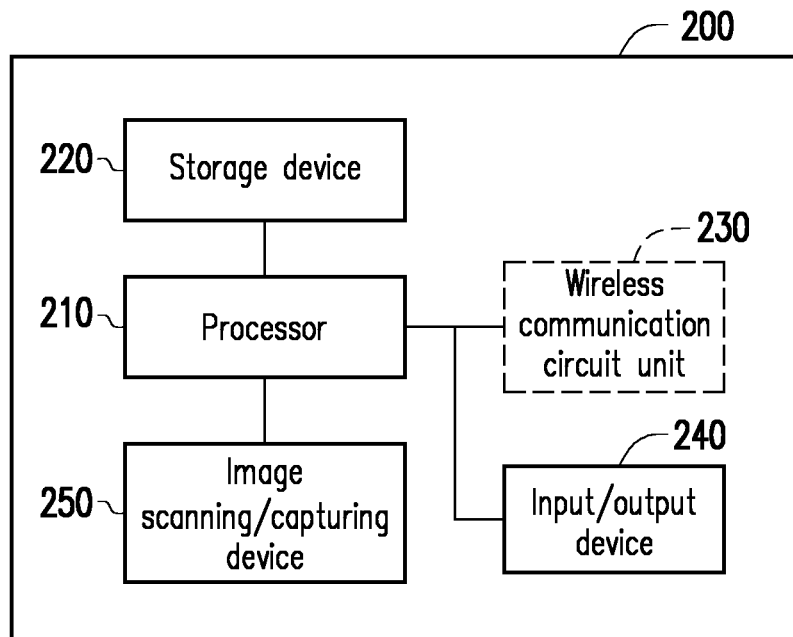 200
220
Storage device
230
210
Processor
Wireless
communication
circuit unit
240
250
Image
scanning/capturing
device
Input/output
device